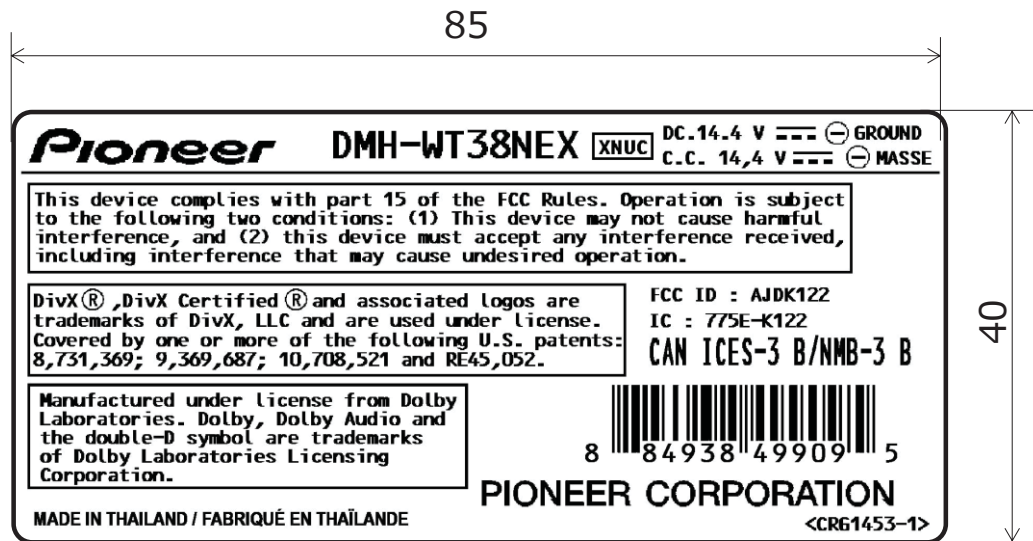 85
Pioneer DMH-WT38NEX XNUC DC.14.4 V ⎓ ⊖ GROUND
C.C. 14,4 V ⎓ ⊖ MASSE
This device complies with part 15 of the FCC Rules. Operation is subject
to the following two conditions: (1) This device may not cause harmful
interference, and (2) this device must accept any interference received,
including interference that may cause undesired operation.
DivX® ,DivX Certified® and associated logos are
trademarks of DivX, LLC and are used under license.
Covered by one or more of the following U.S. patents:
8,731,369; 9,369,687; 10,708,521 and RE45,052.
FCC ID : AJDK122
IC : 775E-K122
CAN ICES-3 B/NMB-3 B
40
Manufactured under license from Dolby
Laboratories. Dolby, Dolby Audio and
the double-D symbol are trademarks
of Dolby Laboratories Licensing
Corporation.
8 84938 49909 5
PIONEER CORPORATION
MADE IN THAILAND / FABRIQUÉ EN THAÏLANDE
<CRG1453-1>